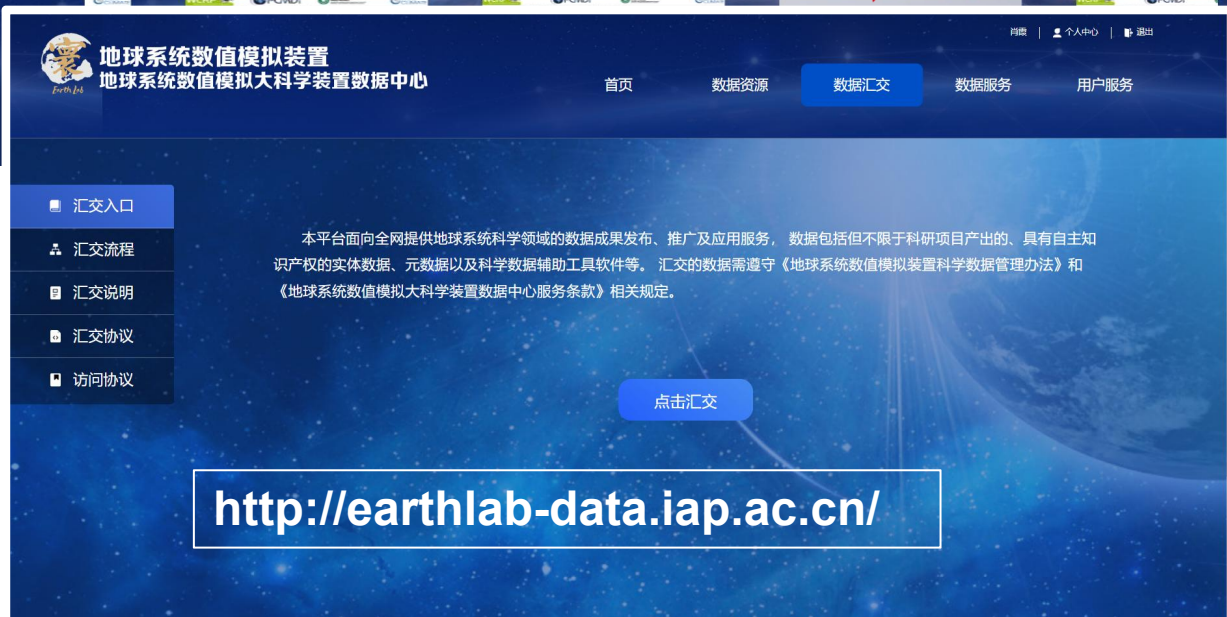 肖霞 | 个人中心 | 退出
地球系统数值模拟装置
地球系统数值模拟大科学装置数据中心
Earth Lab
首页 数据资源 数据汇交 数据服务 用户服务
汇交入口
汇交流程
汇交说明
汇交协议
访问协议
本平台面向全网提供地球系统科学领域的数据成果发布、推广及应用服务， 数据包括但不限于科研项目产出的、具有自主知
识产权的实体数据、元数据以及科学数据辅助工具软件等。 汇交的数据需遵守《地球系统数值模拟装置科学数据管理办法》和
《地球系统数值模拟大科学装置数据中心服务条款》相关规定。
点击汇交
http://earthlab-data.iap.ac.cn/